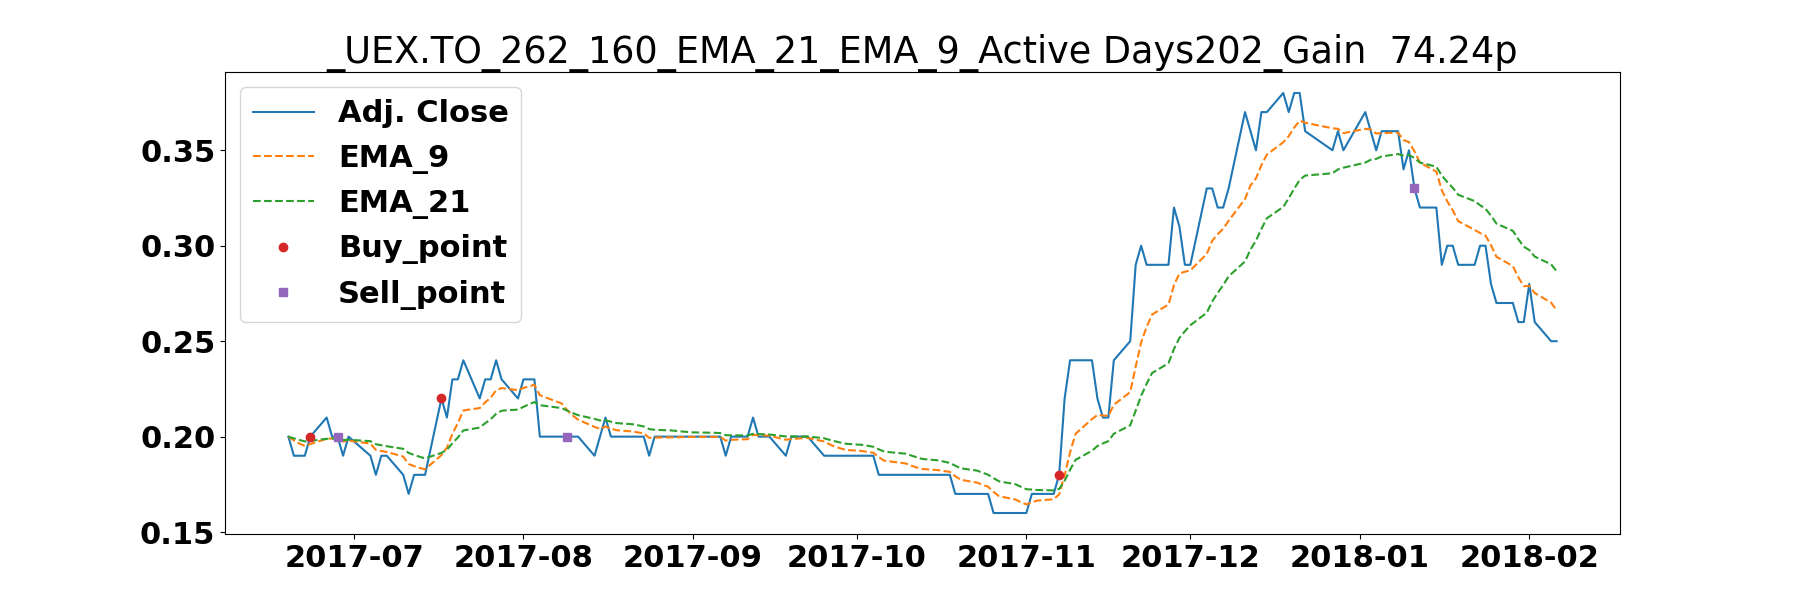 _UEX.TO_262_160_EMA_21_EMA_9_Active Days202_Gain  74.24p
Adj. Close
EMA_9
EMA_21
Buy_point
Sell_point
0.35
0.30
0.25
0.20
0.15
2017-07 2017-08 2017-09 2017-10 2017-11 2017-12 2018-01 2018-02